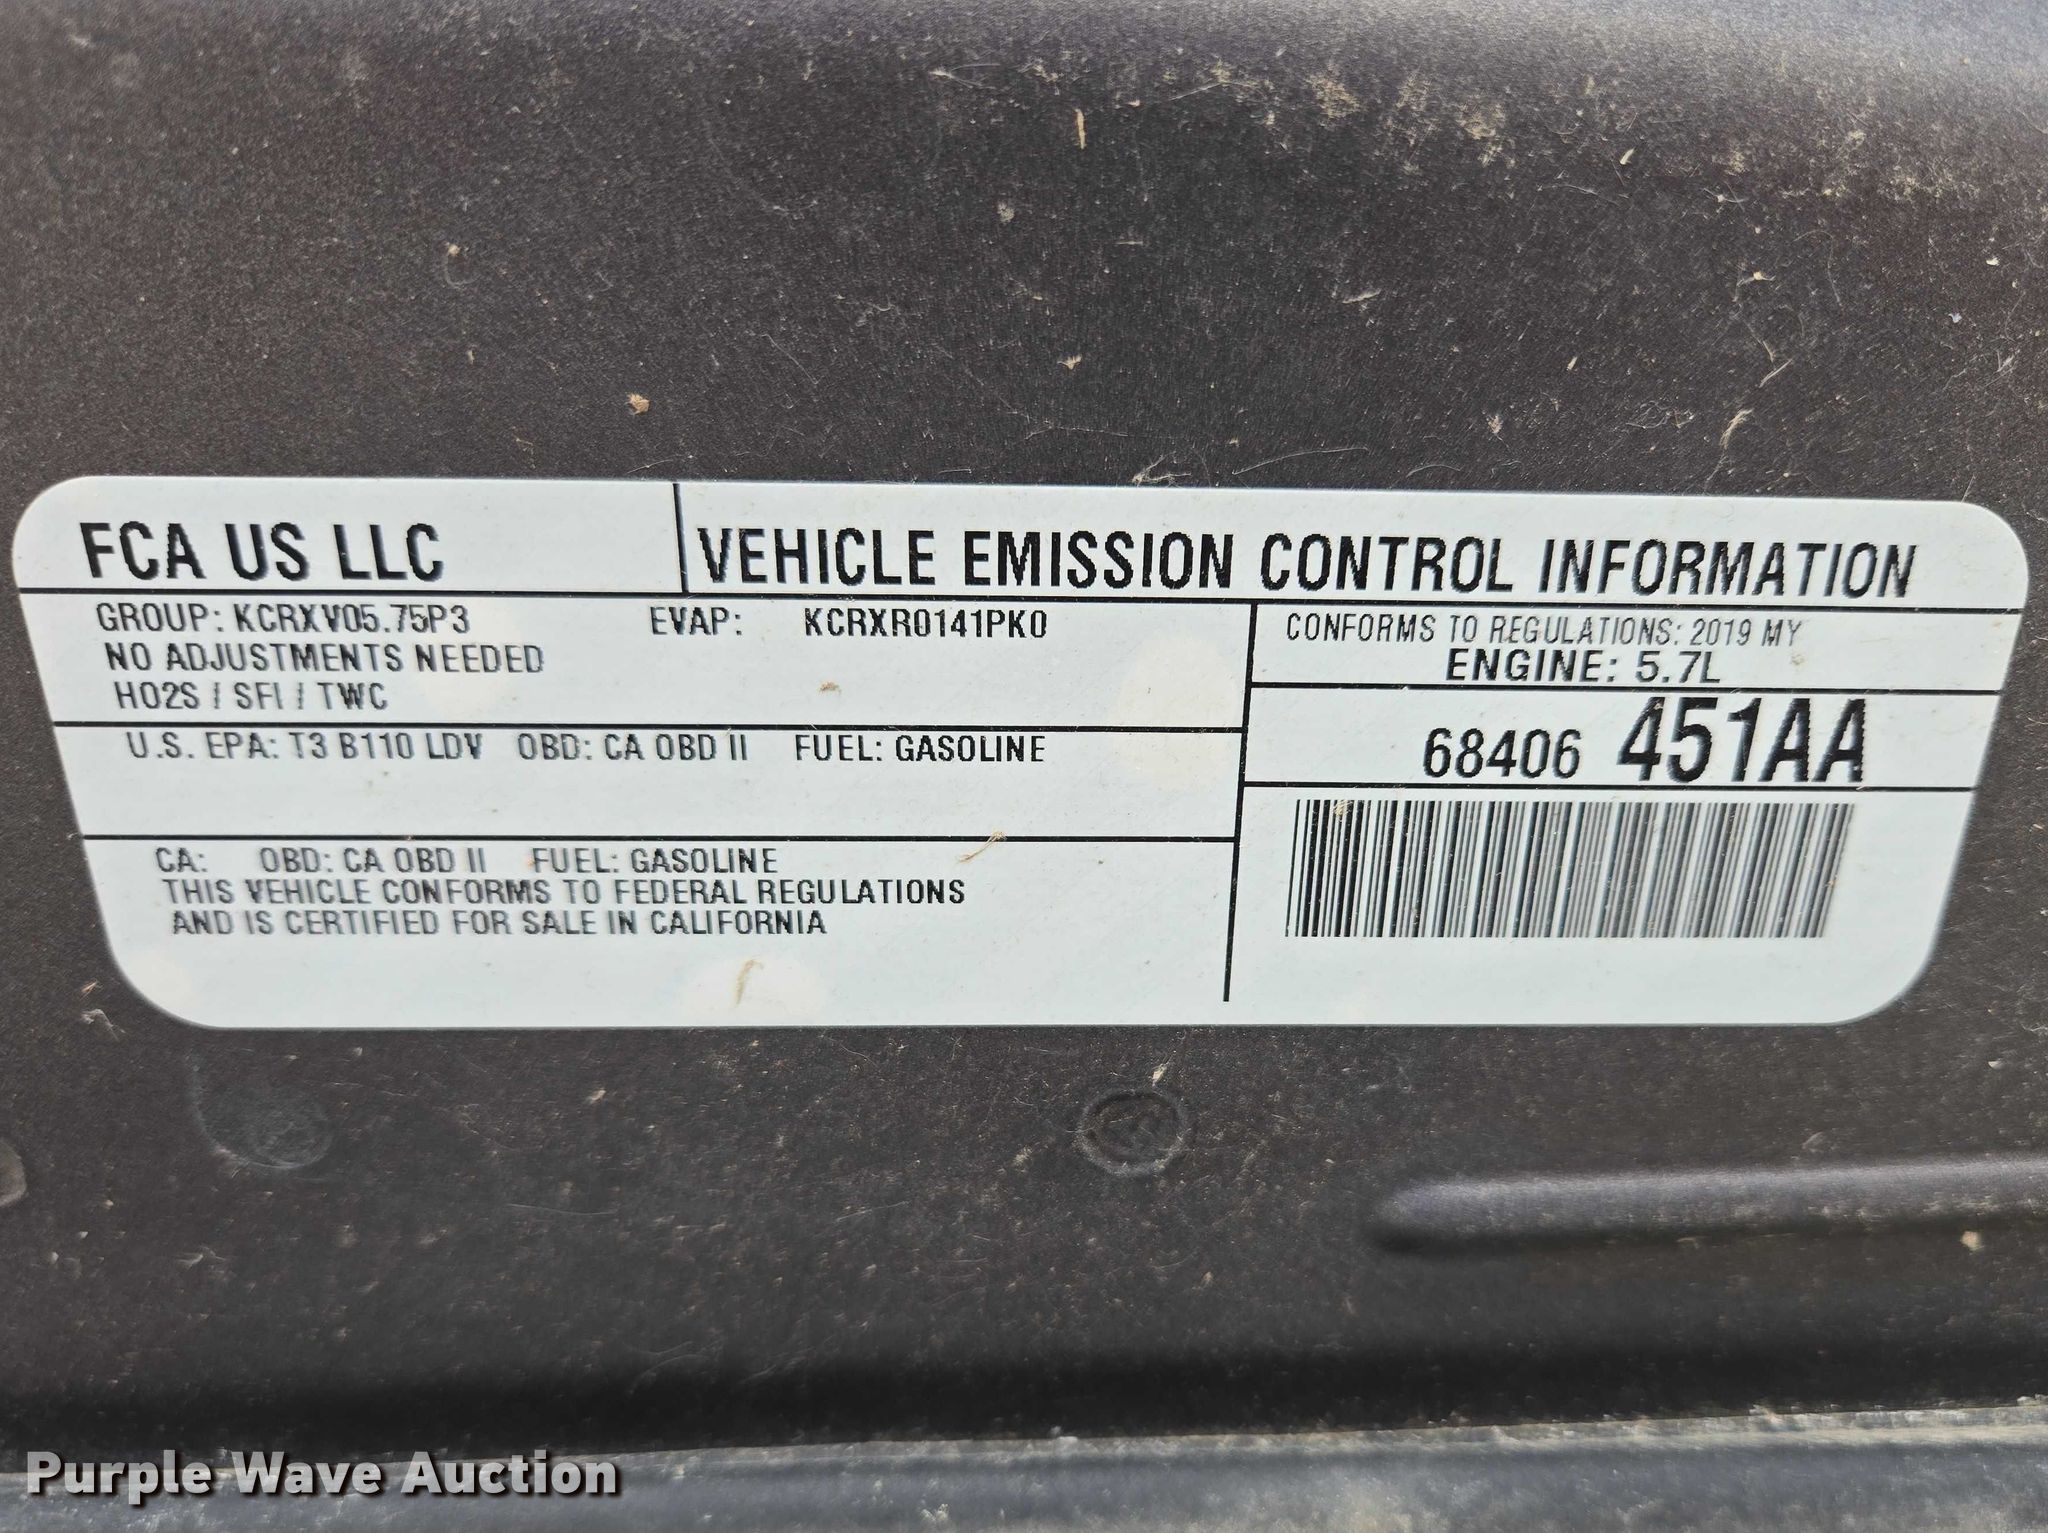 FCA US LLC
VEHICLE EMISSION CONTROL INFORMATION
GROUP: KCRXV05.75P3 EVAP: KCRXR0141PK0
NO ADJUSTMENTS NEEDED
HO2S / SFI / TWC
CONFORMS TO REGULATIONS: 2019 MY
ENGINE: 5.7L
U.S. EPA: T3 B110 LDV OBD: CA OBD II FUEL: GASOLINE
68406 451AA
CA: OBD: CA OBD II FUEL: GASOLINE
THIS VEHICLE CONFORMS TO FEDERAL REGULATIONS
AND IS CERTIFIED FOR SALE IN CALIFORNIA
Purple Wave Auction